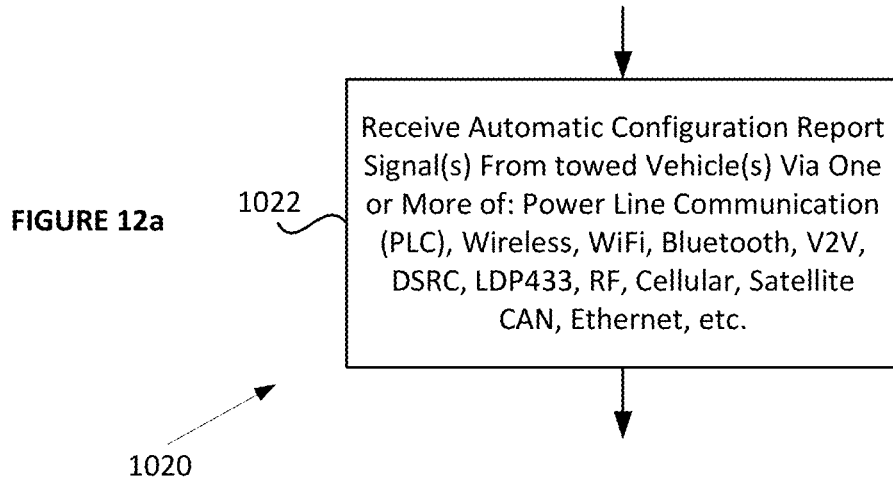 FIGURE 12a
1022
Receive Automatic Configuration Report
Signal(s) From towed Vehicle(s) Via One
or More of: Power Line Communication
(PLC), Wireless, WiFi, Bluetooth, V2V,
DSRC, LDP433, RF, Cellular, Satellite
CAN, Ethernet, etc.
1020